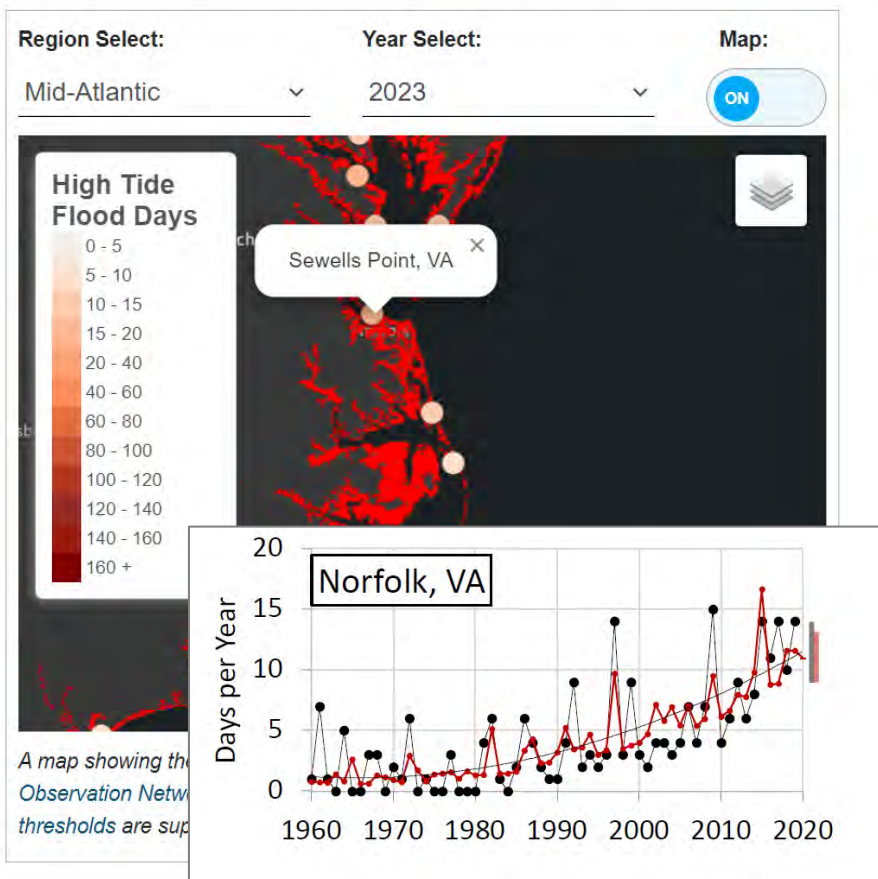 Region Select:
Year Select:
Map:
Mid-Atlantic
2023
ON
High Tide
Flood Days
0 - 5
5 - 10
10 - 15
15 - 20
20 - 40
40 - 60
60 - 80
80 - 100
100 - 120
120 - 140
140 - 160
160 +
ch
Sewells Point, VA
×
sb
A map showing the
Observation Netw
thresholds are sup
Norfolk, VA
Days per Year
20
15
10
5
0
1960 1970 1980 1990 2000 2010 2020